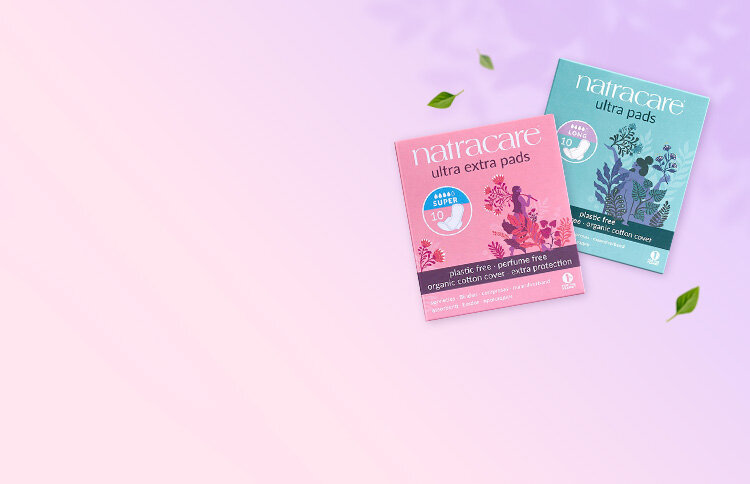 natracare
ultra extra pads
SUPER
10
plastic free · perfume free
organic cotton cover · extra protection
natracare
ultra pads
LONG
10
plastic free
free · organic cotton cover